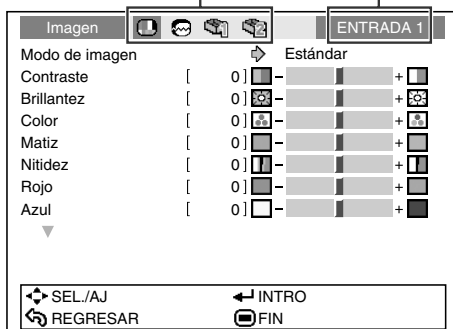 Imagen ENTRADA 1
Modo de imagen Estándar
Contraste [ 0 ] - +
Brillantez [ 0 ] - +
Color [ 0 ] - +
Matiz [ 0 ] - +
Nitidez [ 0 ] - +
Rojo [ 0 ] - +
Azul [ 0 ] - +
SEL./AJ INTRO
REGRESAR FIN